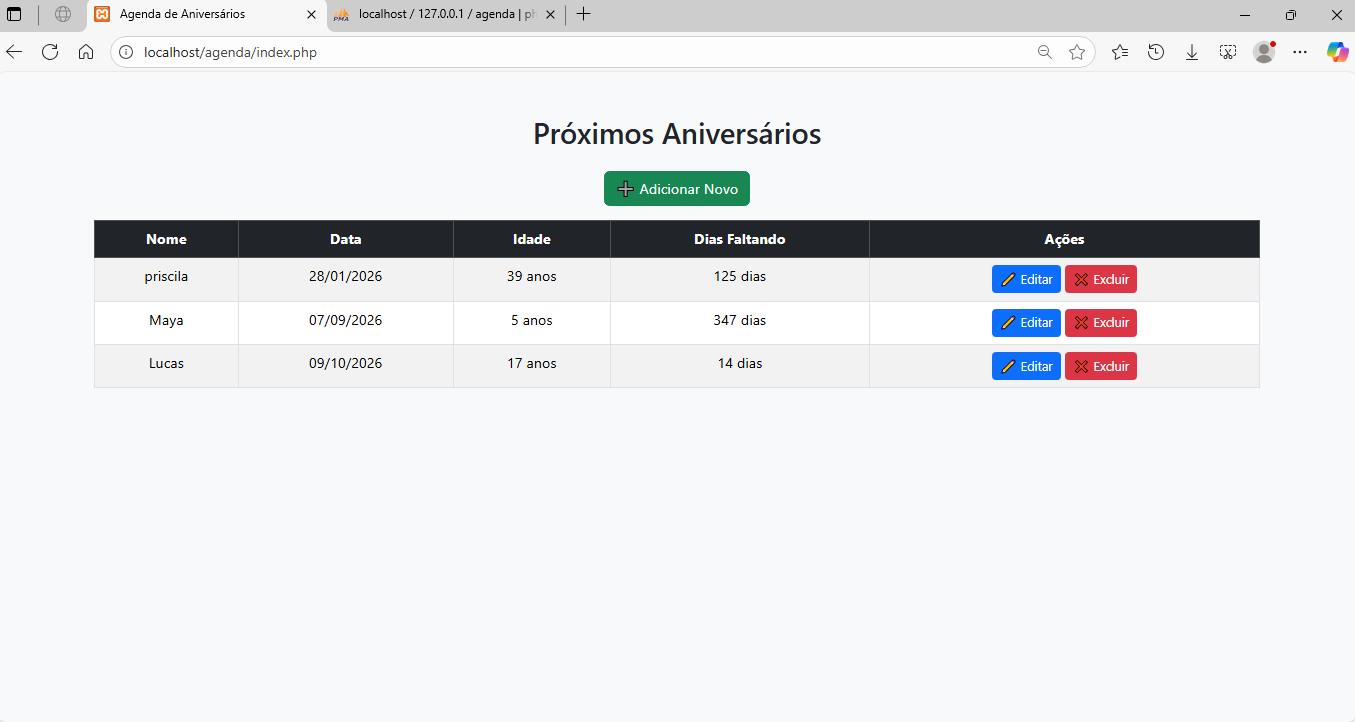 Agenda de Aniversários
localhost / 127.0.0.1 / agenda | ph
localhost/agenda/index.php
Próximos Aniversários
Adicionar Novo
Nome Data Idade Dias Faltando Ações
priscila 28/01/2026 39 anos 125 dias Editar Excluir
Maya 07/09/2026 5 anos 347 dias Editar Excluir
Lucas 09/10/2026 17 anos 14 dias Editar Excluir